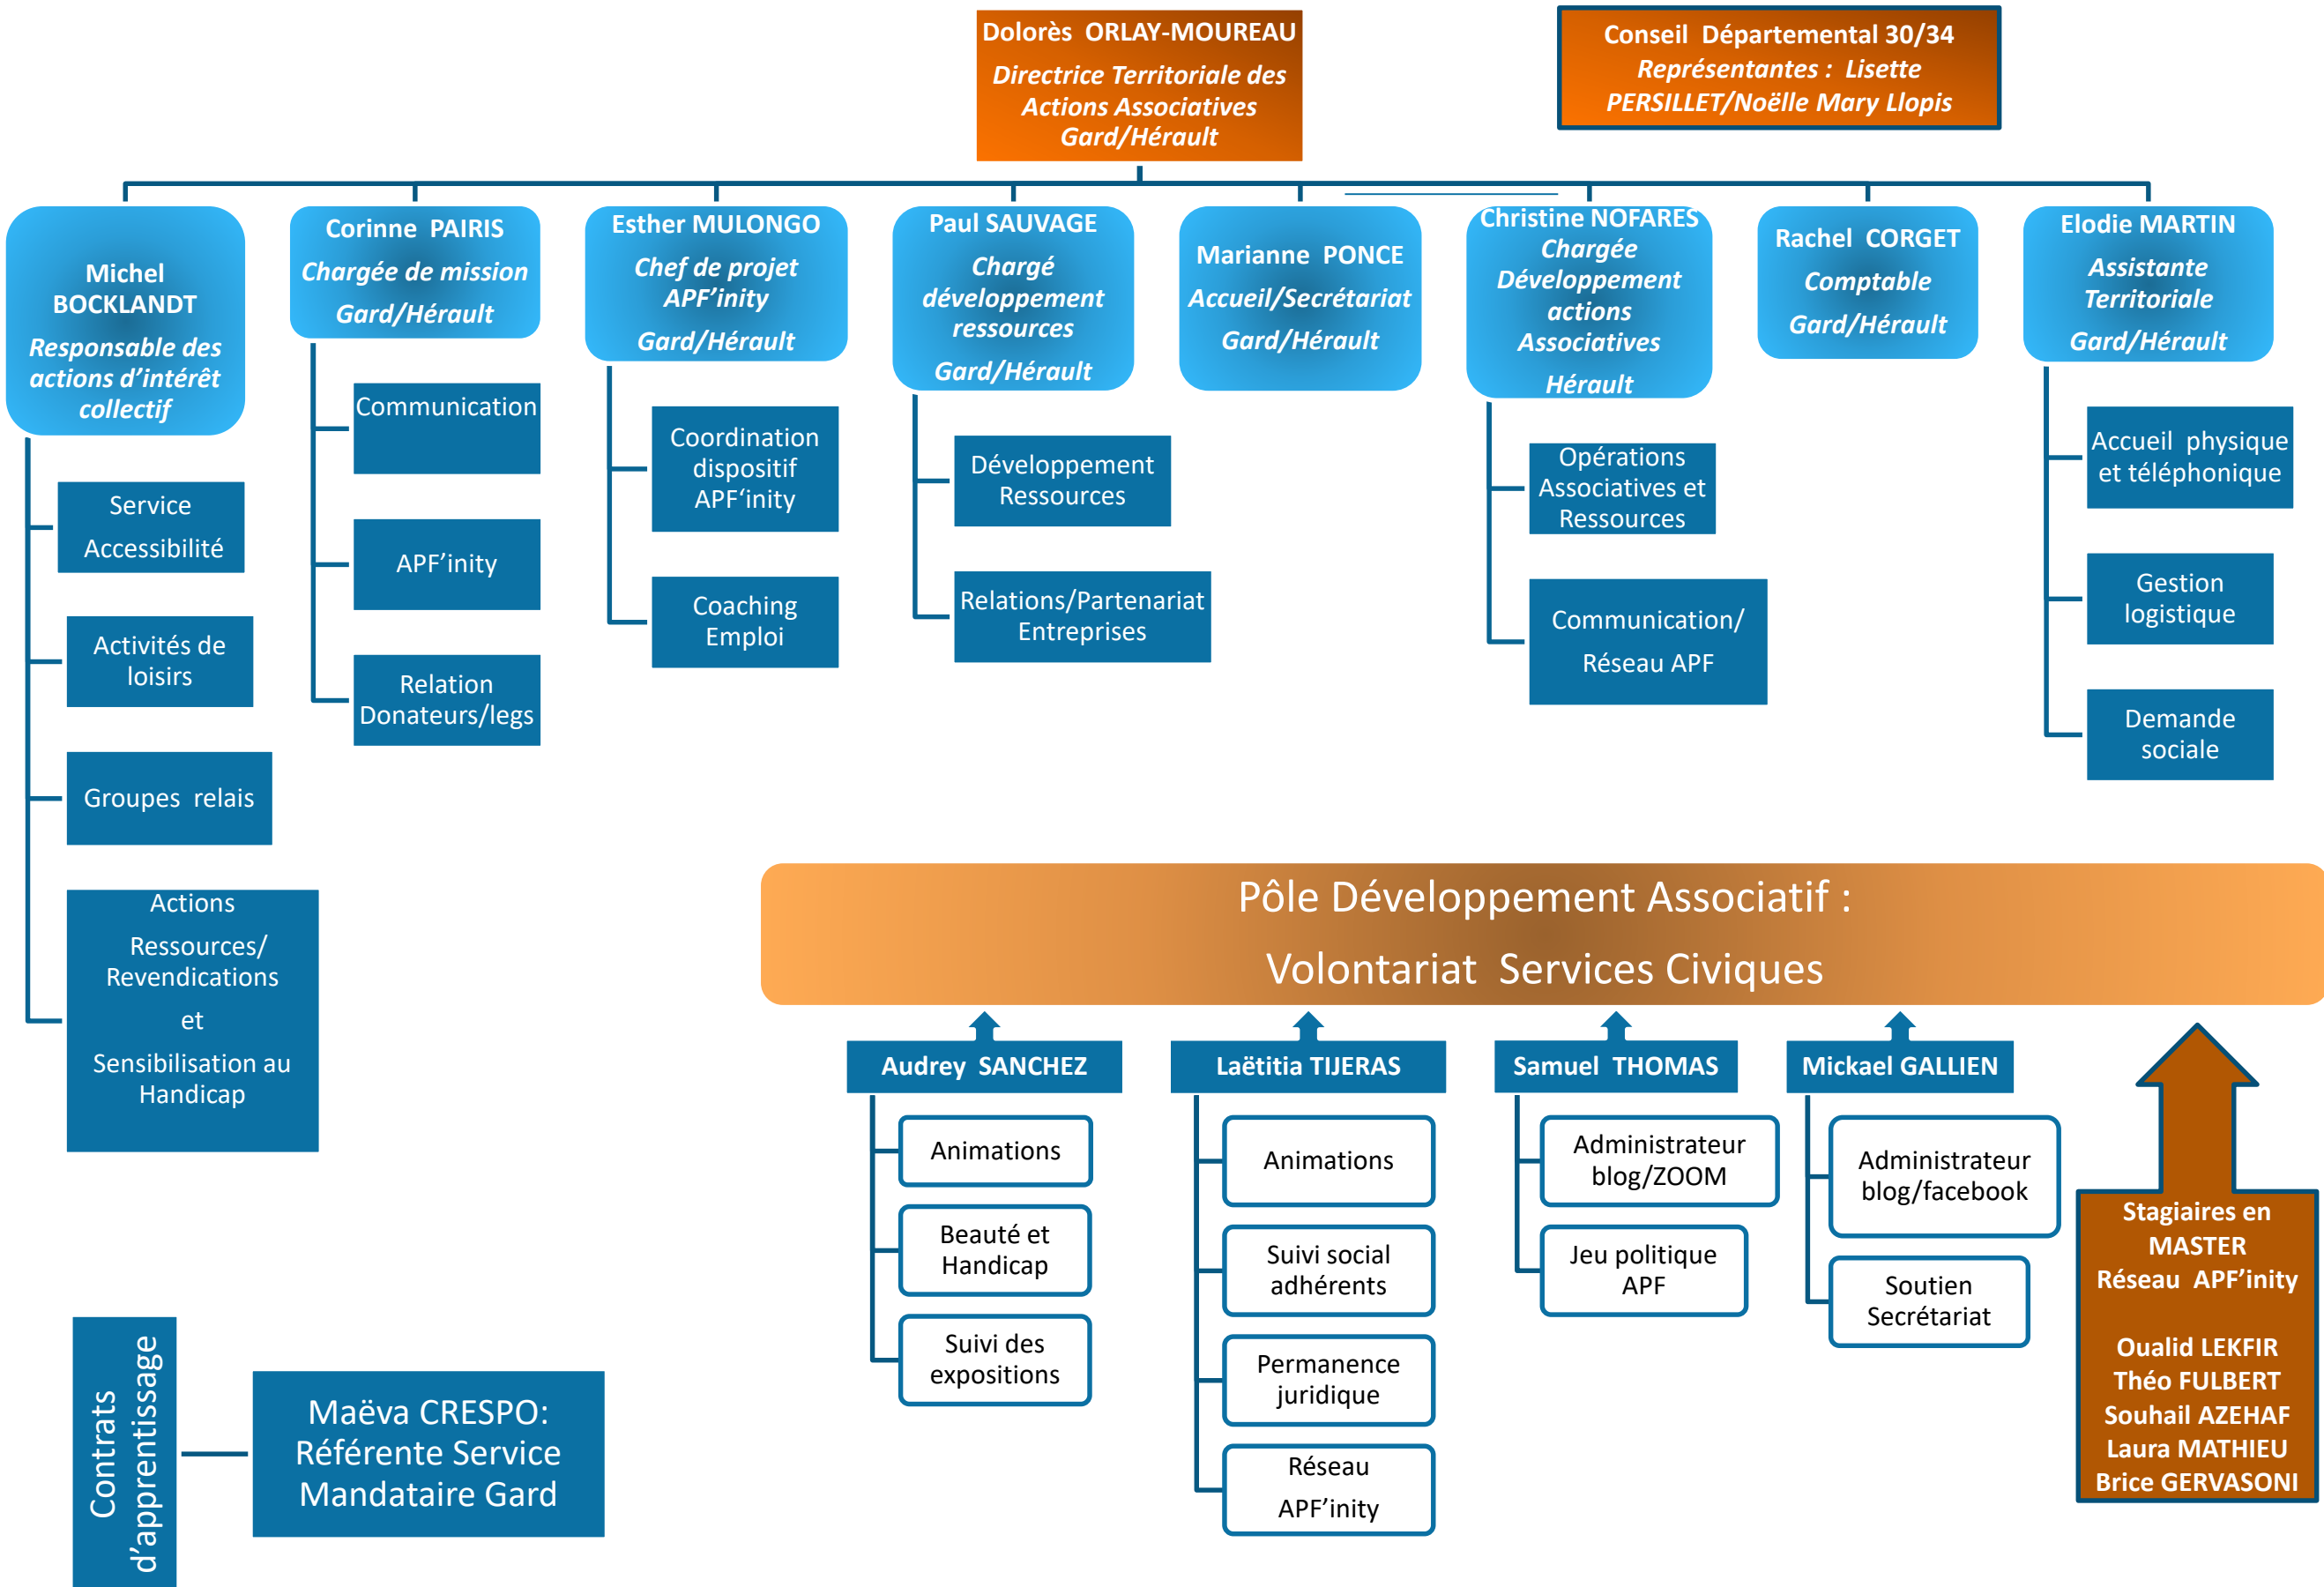 Dolorès ORLAY-MOUREAU
Directrice Territoriale des
Actions Associatives
Gard/Hérault
Conseil Départemental 30/34
Représentantes : Lisette
PERSILLET/Noëlle Mary Llopis
Michel
BOCKLANDT
Responsable des
actions d’intérêt
collectif
Service
Accessibilité
Activités de
loisirs
Groupes relais
Actions
Ressources/
Revendications
et
Sensibilisation au
Handicap
Corinne PAIRIS
Chargée de mission
Gard/Hérault
Communication
APF’inity
Relation
Donateurs/legs
Esther MULONGO
Chef de projet
APF’inity
Gard/Hérault
Coordination
dispositif
APF‘inity
Coaching
Emploi
Paul SAUVAGE
Chargé
développement
ressources
Gard/Hérault
Développement
Ressources
Relations/Partenariat
Entreprises
Marianne PONCE
Accueil/Secrétariat
Gard/Hérault
Christine NOFARES
Chargée
Développement
actions
Associatives
Hérault
Opérations
Associatives et
Ressources
Communication/
Réseau APF
Rachel CORGET
Comptable
Gard/Hérault
Elodie MARTIN
Assistante
Territoriale
Gard/Hérault
Accueil physique
et téléphonique
Gestion
logistique
Demande
sociale
Pôle Développement Associatif :
Volontariat Services Civiques
Audrey SANCHEZ
Animations
Beauté et
Handicap
Suivi des
expositions
Laëtitia TIJERAS
Animations
Suivi social
adhérents
Permanence
juridique
Réseau
APF’inity
Samuel THOMAS
Administrateur
blog/ZOOM
Jeu politique
APF
Mickael GALLIEN
Administrateur
blog/facebook
Soutien
Secrétariat
Stagiaires en
MASTER
Réseau APF’inity
Oualid LEKFIR
Théo FULBERT
Souhail AZEHAF
Laura MATHIEU
Brice GERVASONI
Contrats
d’apprentissage
Maëva CRESPO:
Référente Service
Mandataire Gard